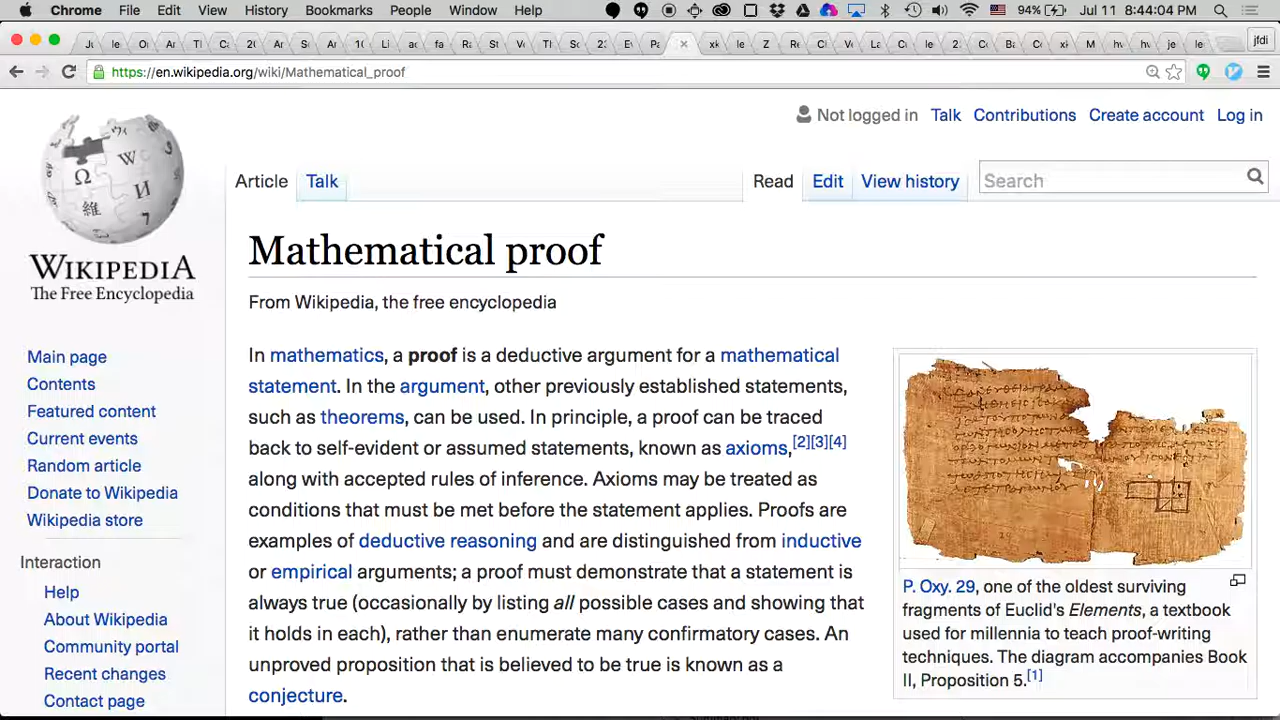 Chrome File Edit View History Bookmarks People Window Help 94% Jul 11 8:44:04 PM
jfdi
https://en.wikipedia.org/wiki/Mathematical_proof
Not logged in Talk Contributions Create account Log in
Article Talk Read Edit View history Search
WIKIPEDIA
The Free Encyclopedia
Main page
Contents
Featured content
Current events
Random article
Donate to Wikipedia
Wikipedia store
Interaction
Help
About Wikipedia
Community portal
Recent changes
Contact page
Mathematical proof
From Wikipedia, the free encyclopedia
In mathematics, a proof is a deductive argument for a mathematical
statement. In the argument, other previously established statements,
such as theorems, can be used. In principle, a proof can be traced
back to self-evident or assumed statements, known as axioms,[2][3][4]
along with accepted rules of inference. Axioms may be treated as
conditions that must be met before the statement applies. Proofs are
examples of deductive reasoning and are distinguished from inductive
or empirical arguments; a proof must demonstrate that a statement is
always true (occasionally by listing all possible cases and showing that
it holds in each), rather than enumerate many confirmatory cases. An
unproved proposition that is believed to be true is known as a
conjecture.
P. Oxy. 29, one of the oldest surviving
fragments of Euclid's Elements, a textbook
used for millennia to teach proof-writing
techniques. The diagram accompanies Book
II, Proposition 5.[1]